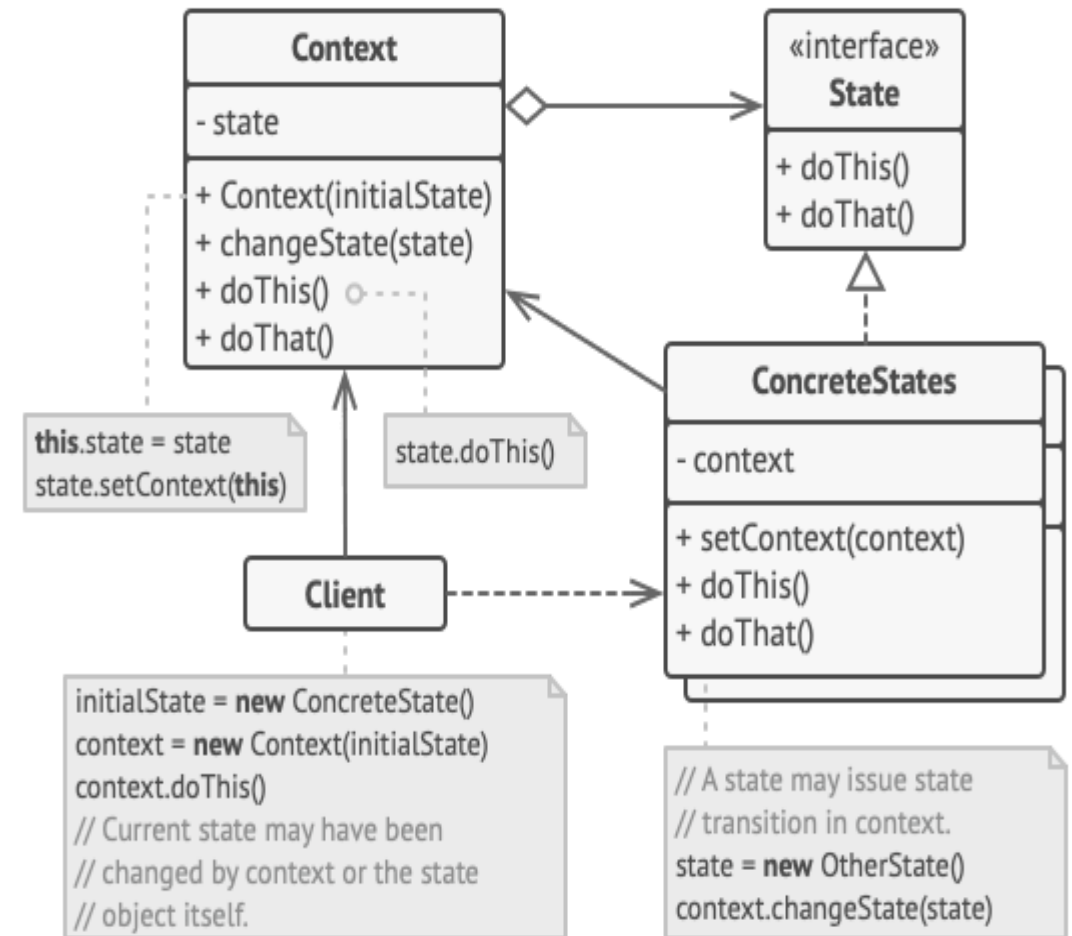 Context
- state
+ Context(initialState)
+ changeState(state)
+ doThis()
+ doThat()
«interface»
State
+ doThis()
+ doThat()
this.state = state
state.setContext(this)
state.doThis()
ConcreteStates
- context
+ setContext(context)
+ doThis()
+ doThat()
Client
initialState = new ConcreteState()
context = new Context(initialState)
context.doThis()
// Current state may have been
// changed by context or the state
// object itself.
// A state may issue state
// transition in context.
state = new OtherState()
context.changeState(state)